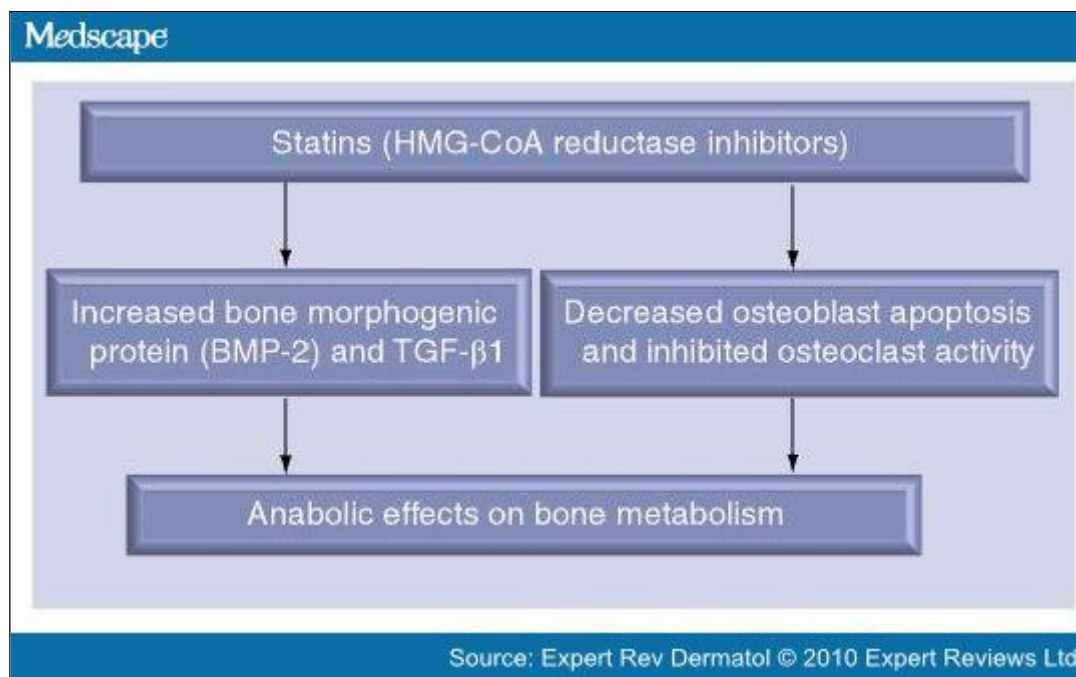 Medscape
Statins (HMG-CoA reductase inhibitors)
Increased bone morphogenic
protein (BMP-2) and TGF-β1
Decreased osteoblast apoptosis
and inhibited osteoclast activity
Anabolic effects on bone metabolism
Source: Expert Rev Dermatol © 2010 Expert Reviews Ltd